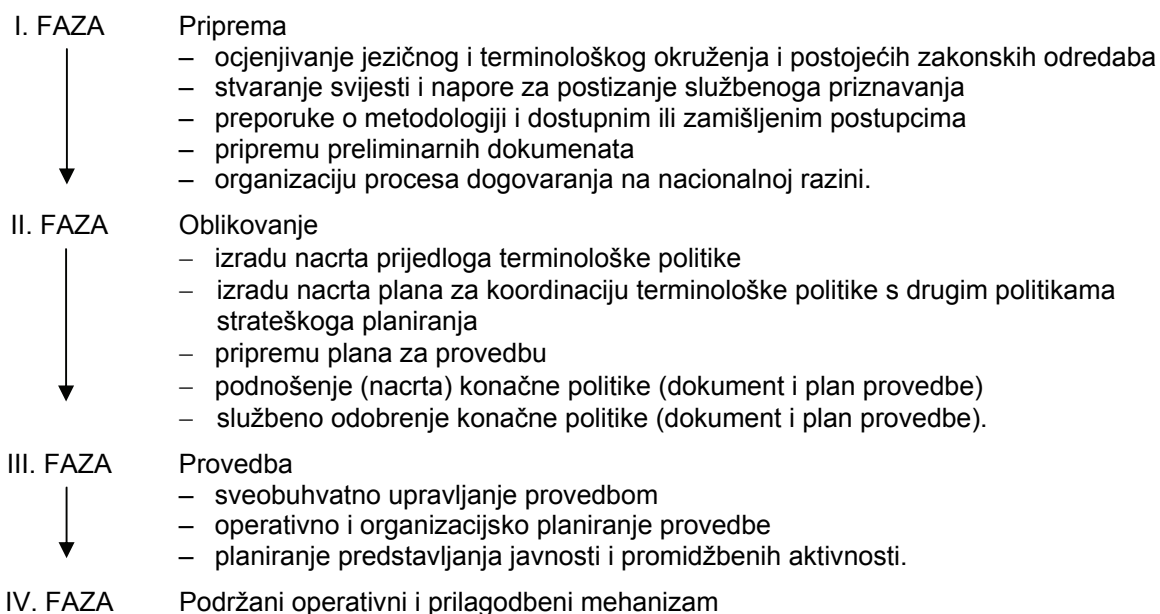 I. FAZA Priprema
– ocjenjivanje jezičnog i terminološkog okruženja i postojećih zakonskih odredaba
– stvaranje svijesti i napore za postizanje službenoga priznavanja
– preporuke o metodologiji i dostupnim ili zamišljenim postupcima
– pripremu preliminarnih dokumenata
– organizaciju procesa dogovaranja na nacionalnoj razini.
II. FAZA Oblikovanje
– izradu nacrta prijedloga terminološke politike
– izradu nacrta plana za koordinaciju terminološke politike s drugim politikama
strateškoga planiranja
– pripremu plana za provedbu
– podnošenje (nacrta) konačne politike (dokument i plan provedbe)
– službeno odobrenje konačne politike (dokument i plan provedbe).
III. FAZA Provedba
– sveobuhvatno upravljanje provedbom
– operativno i organizacijsko planiranje provedbe
– planiranje predstavljanja javnosti i promidžbenih aktivnosti.
IV. FAZA Podržani operativni i prilagodbeni mehanizam